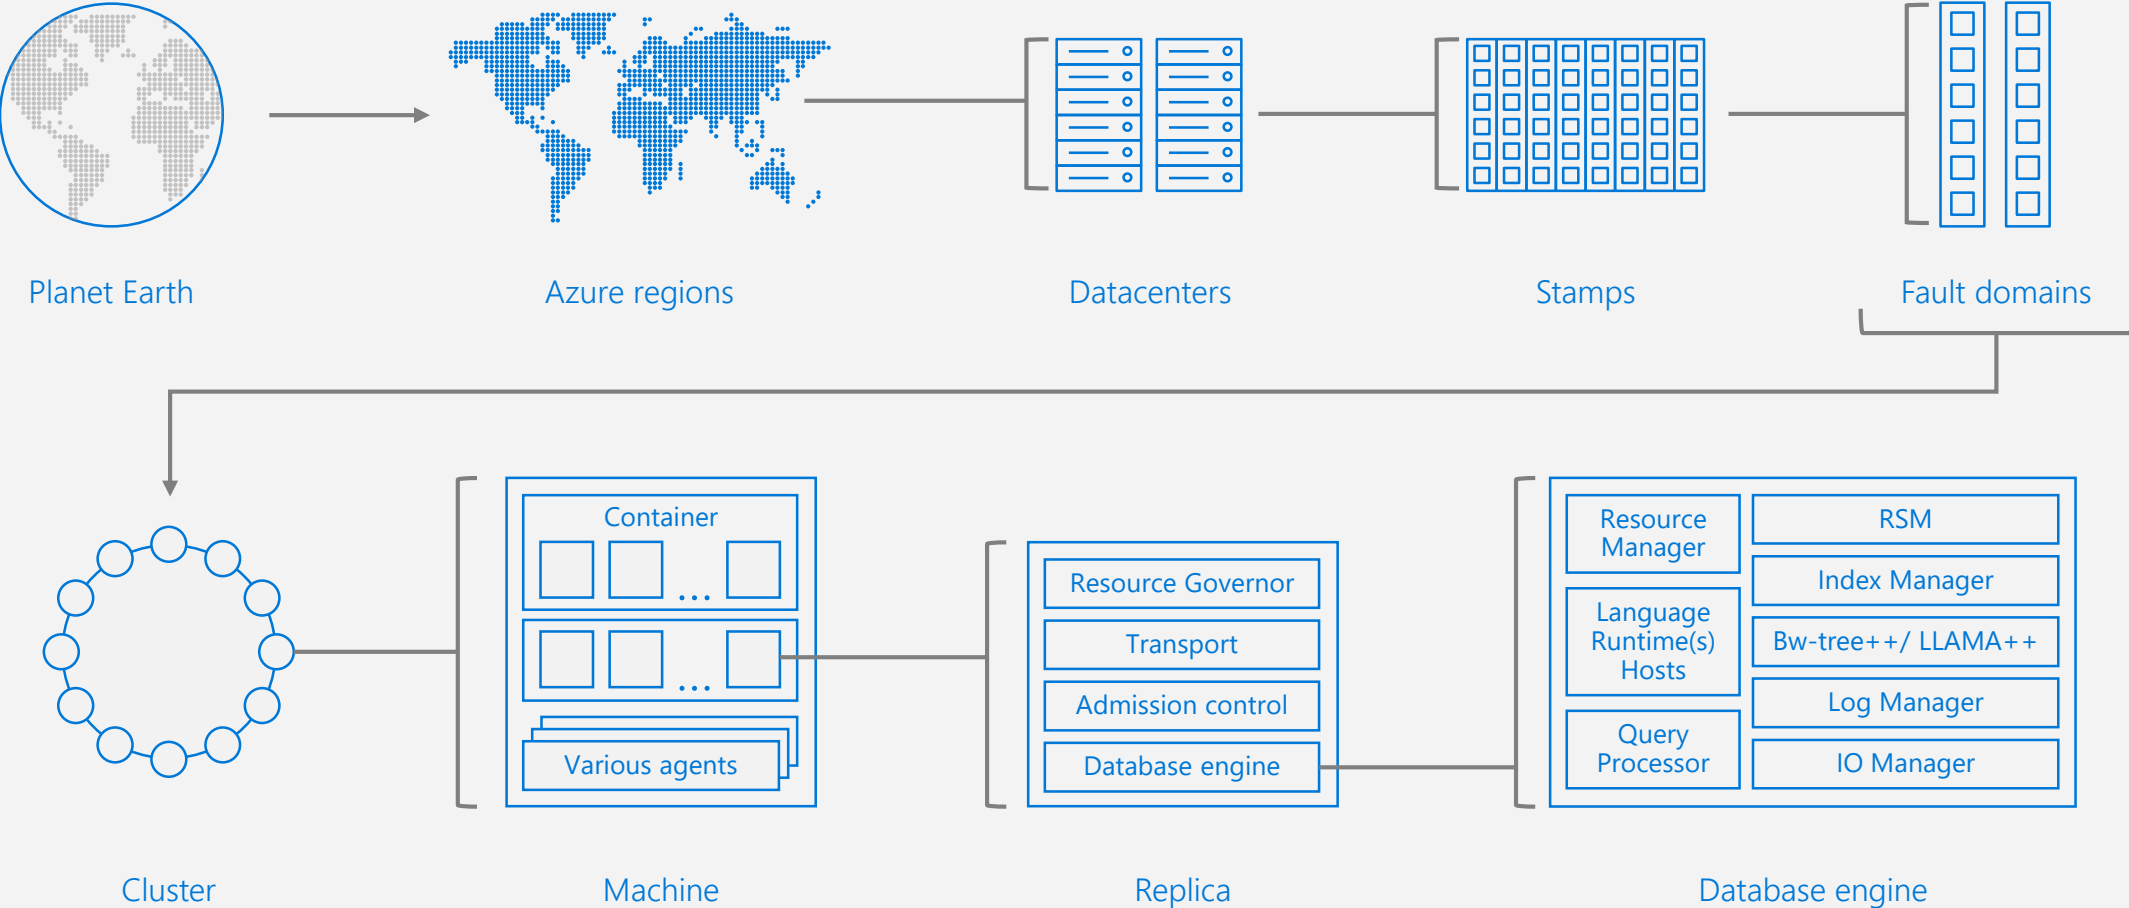 Planet Earth
Azure regions
Datacenters
Stamps
Fault domains
Container
...
...
Various agents
Resource Governor
Transport
Admission control
Database engine
Resource
Manager
Language
Runtime(s)
Hosts
Query
Processor
RSM
Index Manager
Bw-tree++/ LLAMA++
Log Manager
IO Manager
Cluster
Machine
Replica
Database engine